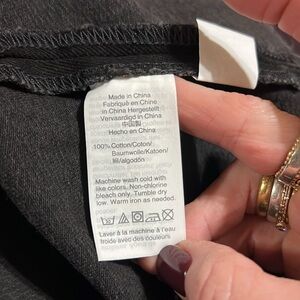 Made in China
Fabriqué en Chine
in China Hergestellt
Vervaardigd in China
中国製
Hecho en China
100% Cotton/Coton/
Baumwolle/Katoen/
綿/algodón
Machine wash cold with
like colors. Non-chlorine
bleach only. Tumble dry
low. Warm iron as needed.
Laver à la machine à l'eau
froide avec des couleurs